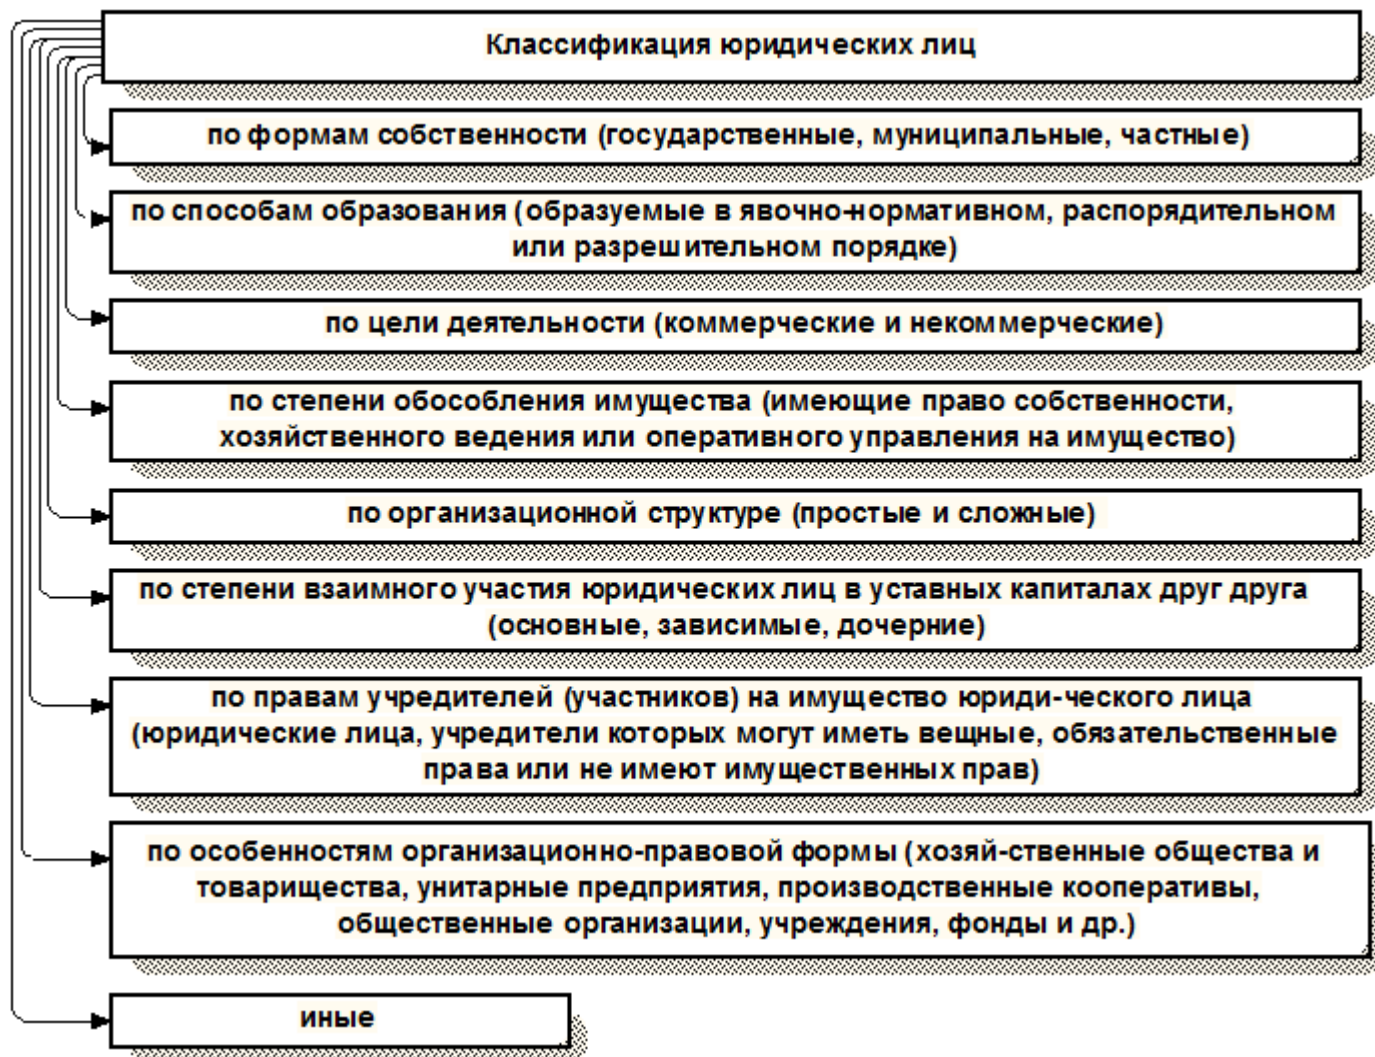 Классификация юридических лиц
по формам собственности (государственные, муниципальные, частные)
по способам образования (образуемые в явочно-нормативном, распорядительном
или разрешительном порядке)
по цели деятельности (коммерческие и некоммерческие)
по степени обособления имущества (имеющие право собственности,
хозяйственного ведения или оперативного управления на имущество)
по организационной структуре (простые и сложные)
по степени взаимного участия юридических лиц в уставных капиталах друг друга
(основные, зависимые, дочерние)
по правам учредителей (участников) на имущество юриди-ческого лица
(юридические лица, учредители которых могут иметь вещные, обязательственные
права или не имеют имущественных прав)
по особенностям организационно-правовой формы (хозяй-ственные общества и
товарищества, унитарные предприятия, производственные кооперативы,
общественные организации, учреждения, фонды и др.)
иные